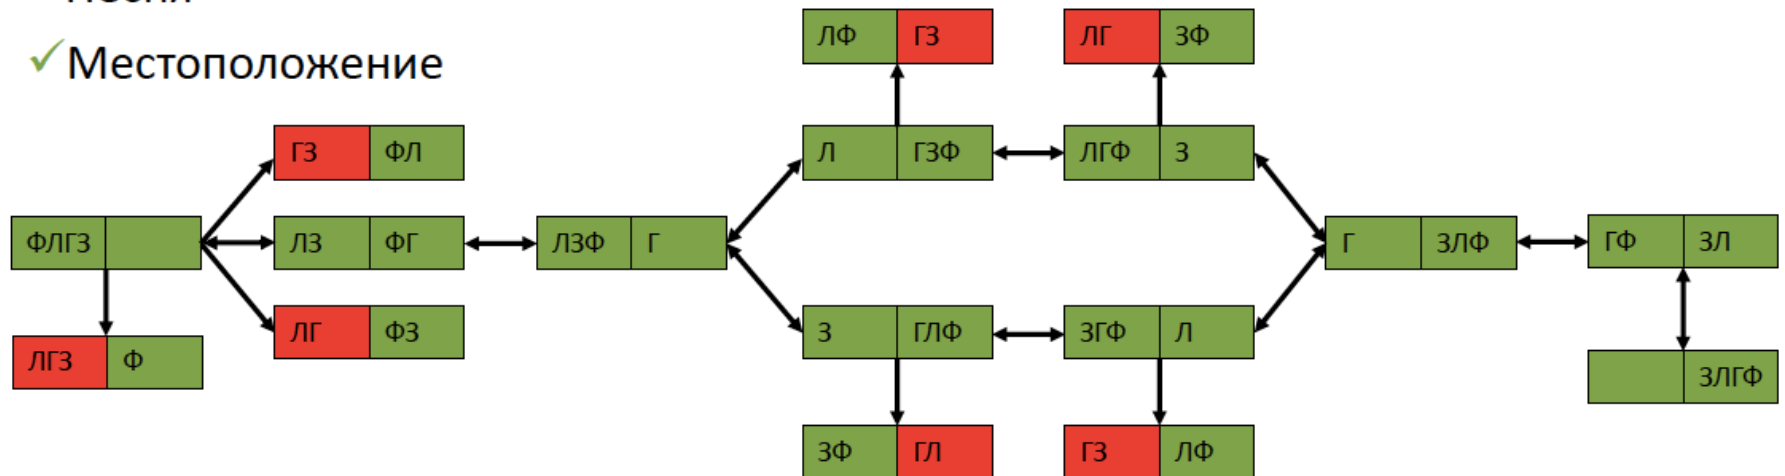 ЛФ ГЗ ЛГ ЗФ
✓Местоположение
ГЗ ФЛ Л ГЗФ ЛГФ З
ФЛГЗ ЛЗ ФГ ЛЗФ Г Г ЗЛФ ГФ ЗЛ
ЛГ ФЗ З ГЛФ ЗГФ Л
ЛГЗ Ф ЗЛГФ
ЗФ ГЛ ГЗ ЛФ